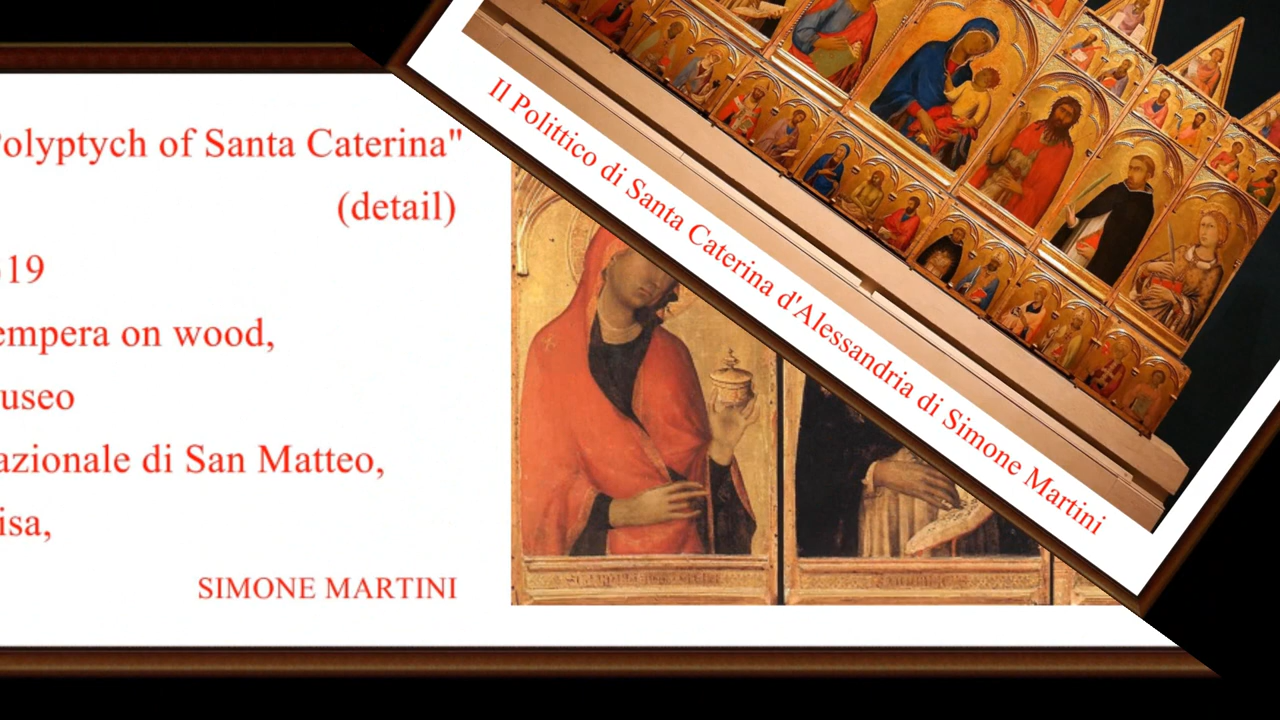 Polyptych of Santa Caterina"
(detail)
19
empera on wood,
useo
azionale di San Matteo,
isa,
SIMONE MARTINI
Il Polittico di Santa Caterina d'Alessandria di Simone Martini